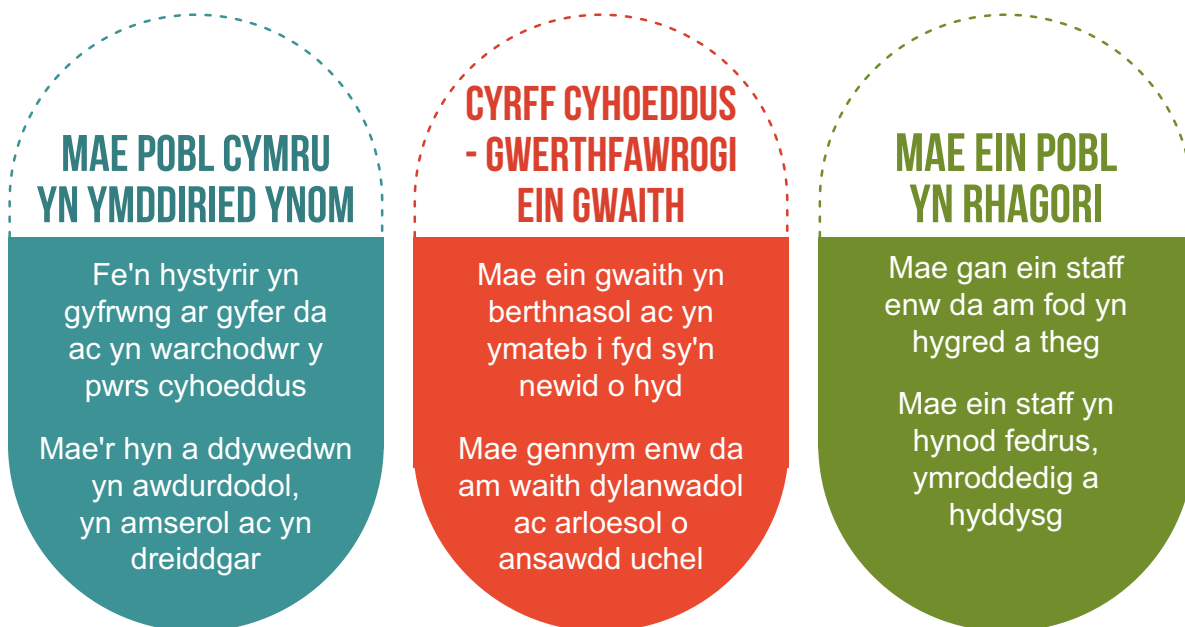 MAE POBL CYMRU
YN YMDDIRIED YNOM
Fe'n hystyrir yn
gyfrwng ar gyfer da
ac yn warchodwr y
pwrs cyhoeddus
Mae'r hyn a ddywedwn
yn awdurdodol,
yn amserol ac yn
dreiddgar
CYRFF CYHOEDDUS
- GWERTHFAWROGI
EIN GWAITH
Mae ein gwaith yn
berthnasol ac yn
ymateb i fyd sy'n
newid o hyd
Mae gennym enw da
am waith dylanwadol
ac arloesol o
ansawdd uchel
MAE EIN POBL
YN RHAGORI
Mae gan ein staff
enw da am fod yn
hygred a theg
Mae ein staff yn
hynod fedrus,
ymroddedig a
hyddysg